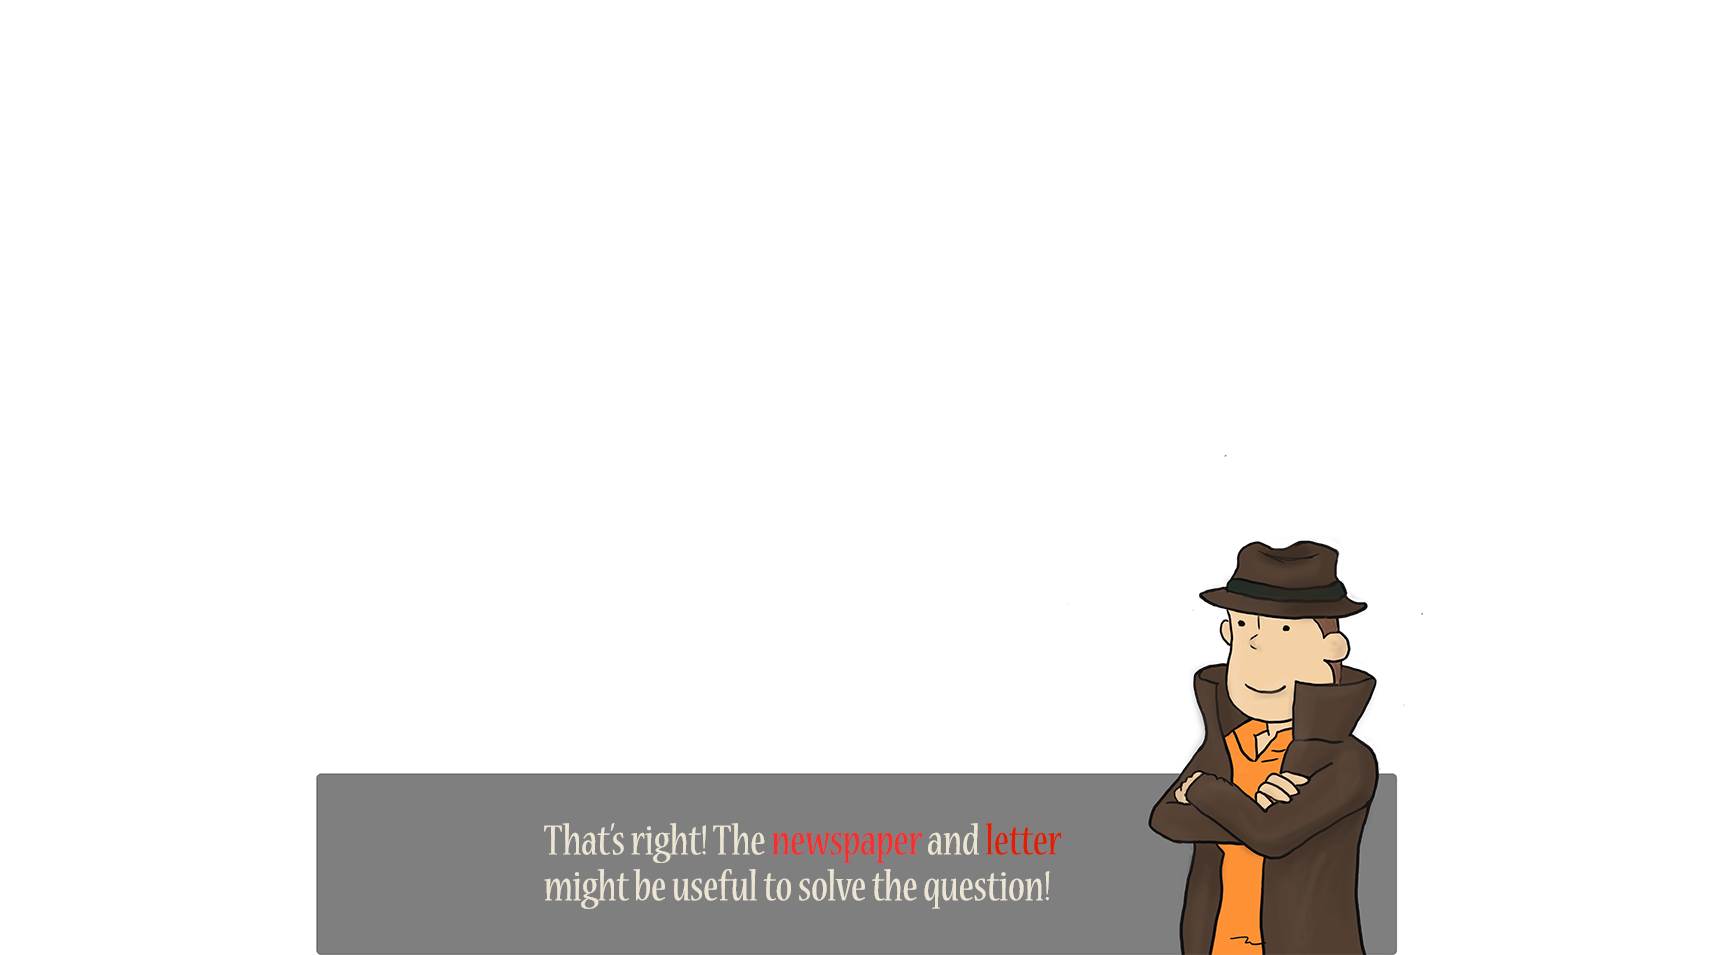 That's right! The newspaper and letter
might be useful to solve the question!